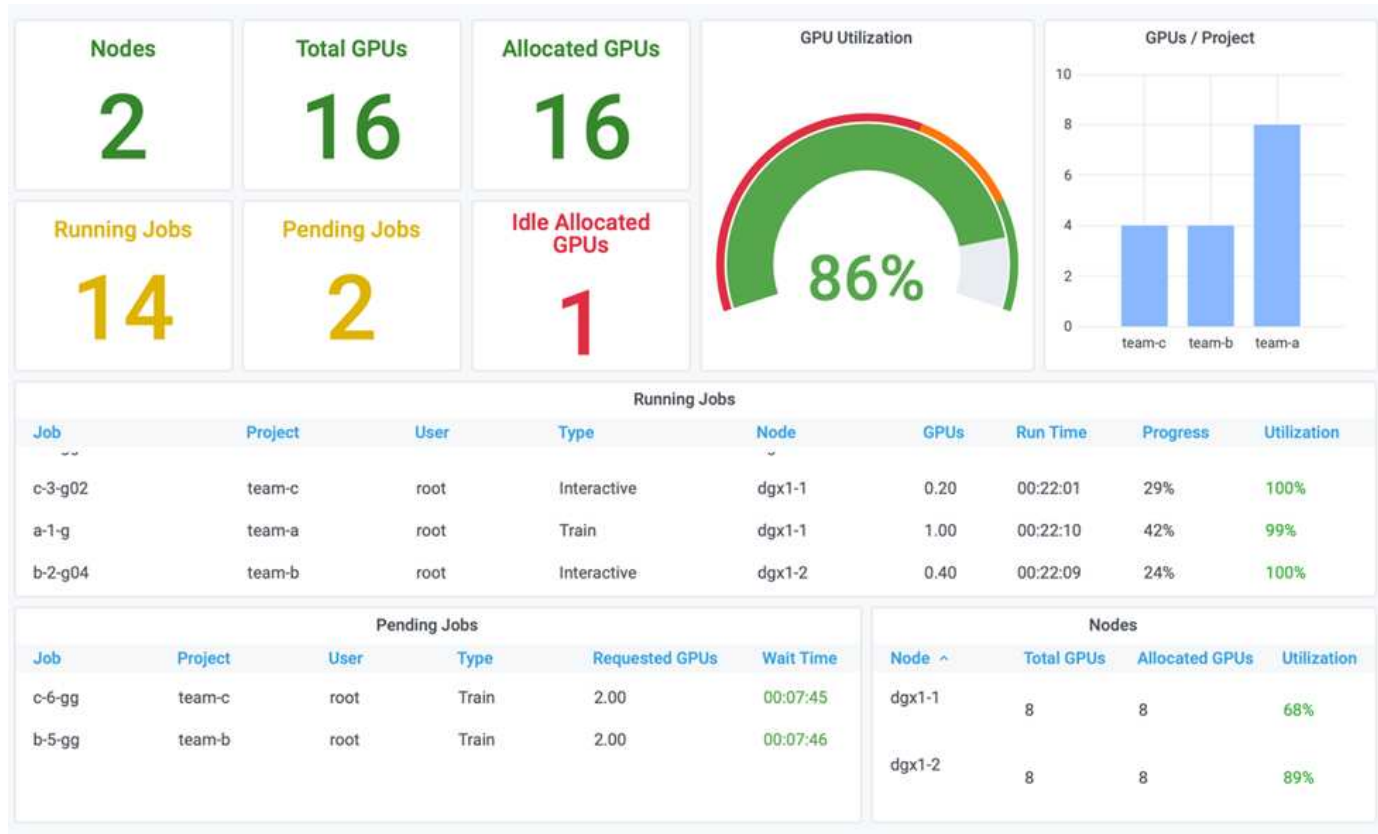 Nodes
2
Total GPUs
16
Allocated GPUs
16
Running Jobs
14
Pending Jobs
2
Idle Allocated
GPUs
1
GPU Utilization
86%
GPUs / Project
10
8
6
4
2
0
team-c team-b team-a
Running Jobs
Job Project User Type Node GPUs Run Time Progress Utilization
c-3-g02 team-c root Interactive dgx1-1 0.20 00:22:01 29% 100%
a-1-g team-a root Train dgx1-1 1.00 00:22:10 42% 99%
b-2-g04 team-b root Interactive dgx1-2 0.40 00:22:09 24% 100%
Pending Jobs
Job Project User Type Requested GPUs Wait Time
c-6-gg team-c root Train 2.00 00:07:45
b-5-gg team-b root Train 2.00 00:07:46
Nodes
Node Total GPUs Allocated GPUs Utilization
dgx1-1 8 8 68%
dgx1-2 8 8 89%